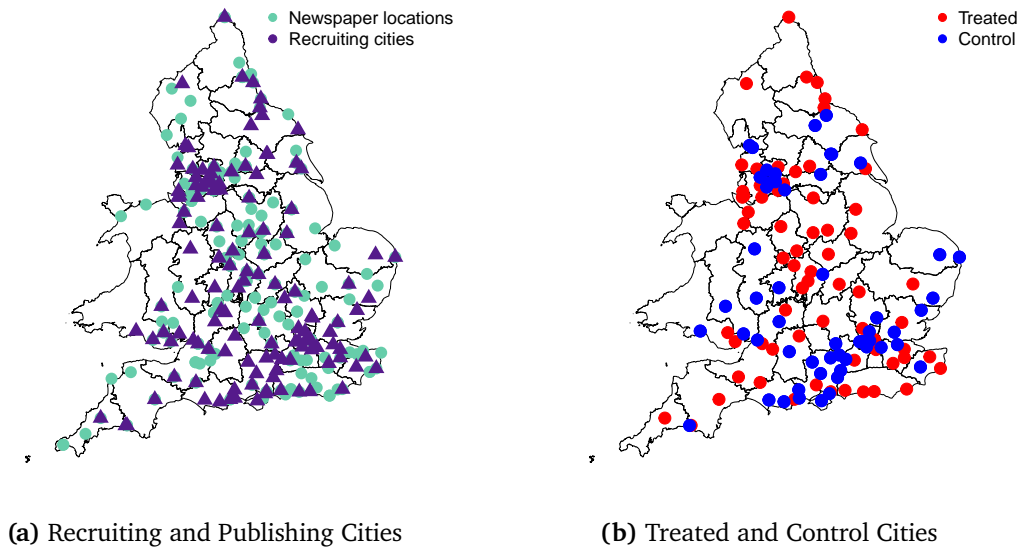 Newspaper locations
Recruiting cities
Treated
Control
(a) Recruiting and Publishing Cities
(b) Treated and Control Cities